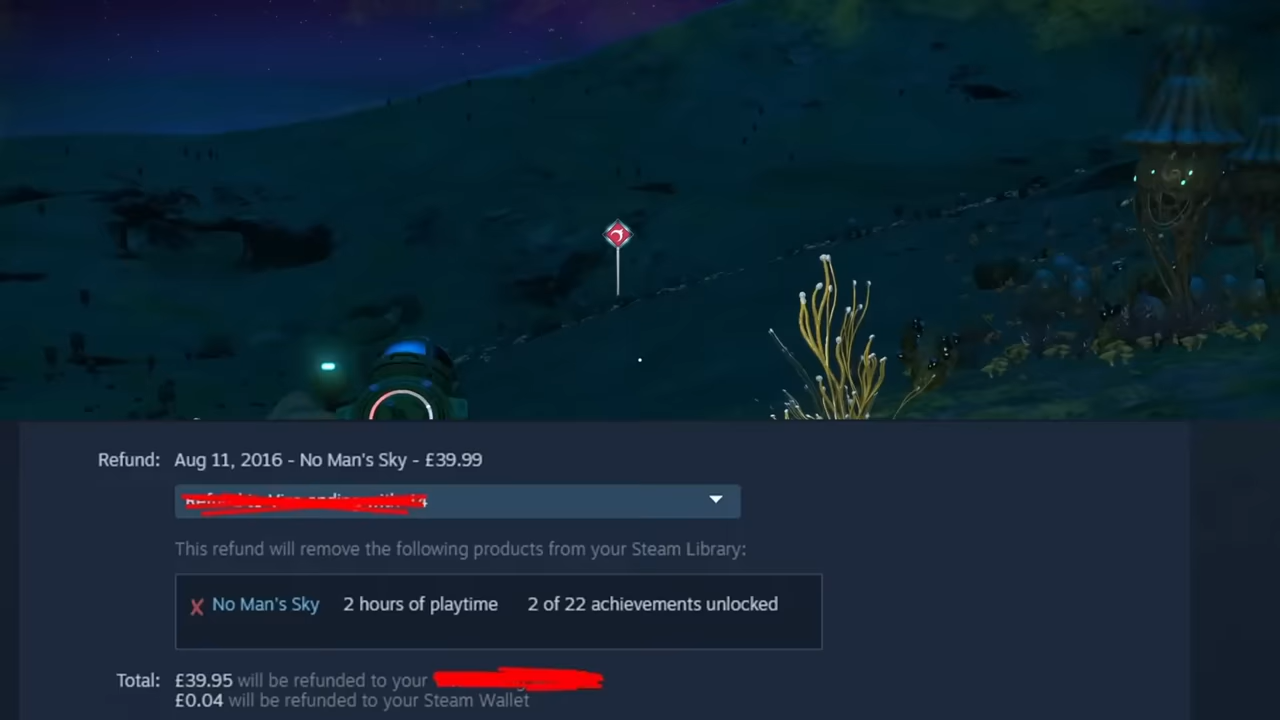 Refund: Aug 11, 2016 - No Man's Sky - £39.99
This refund will remove the following products from your Steam Library:
X No Man's Sky 2 hours of playtime 2 of 22 achievements unlocked
Total: £39.95 will be refunded to your
£0.04 will be refunded to your Steam Wallet